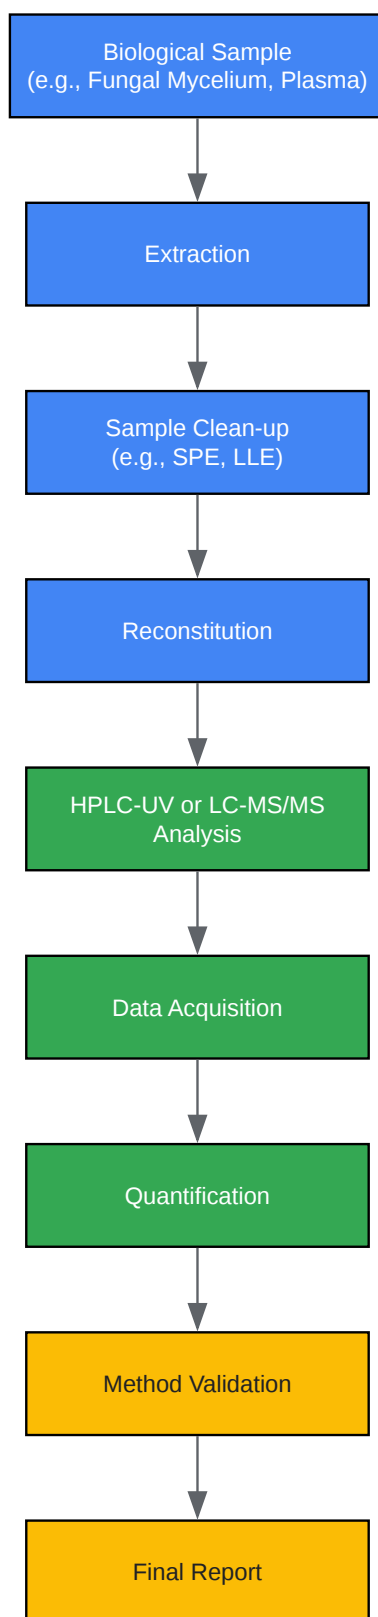 Biological Sample
(e.g., Fungal Mycelium, Plasma)
Extraction
Sample Clean-up
(e.g., SPE, LLE)
Reconstitution
HPLC-UV or LC-MS/MS
Analysis
Data Acquisition
Quantification
Method Validation
Final Report